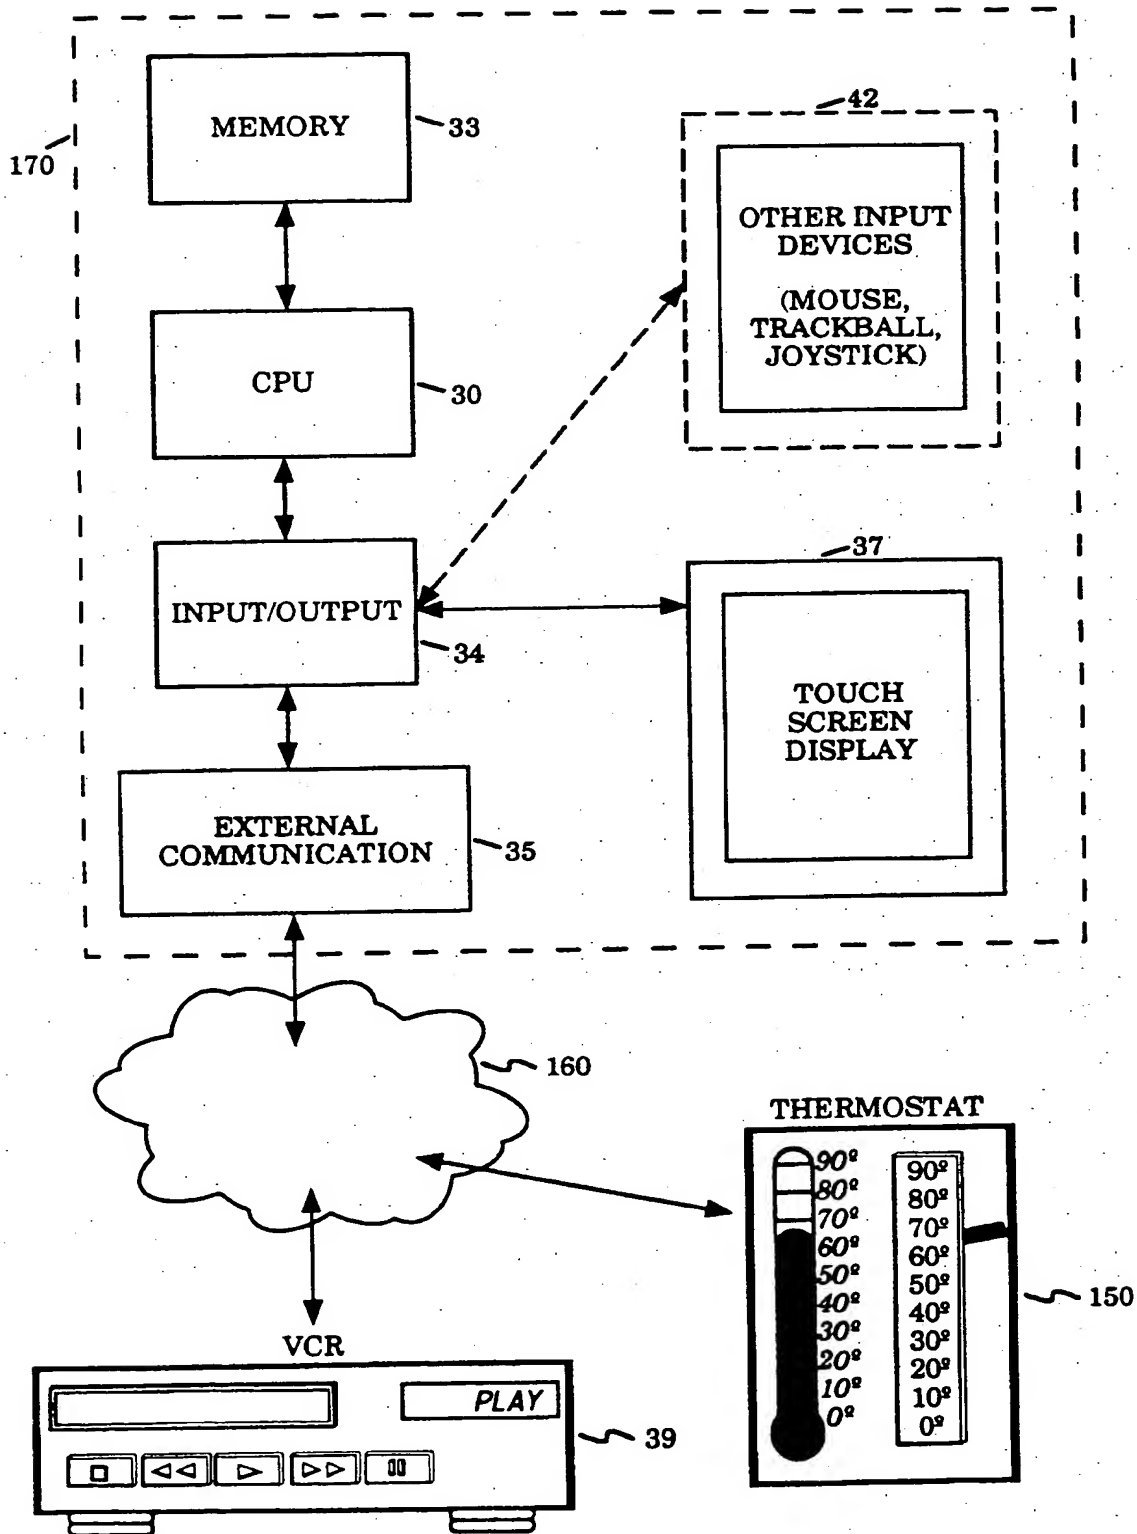 170
MEMORY
33
CPU
30
INPUT/OUTPUT
34
EXTERNAL
COMMUNICATION
35
42
OTHER INPUT
DEVICES
(MOUSE,
TRACKBALL,
JOYSTICK)
37
TOUCH
SCREEN
DISPLAY
160
THERMOSTAT
90º
80º
70º
60º
50º
40º
30º
20º
10º
0º
90º
80º
70º
60º
50º
40º
30º
20º
10º
0º
150
VCR
PLAY
39